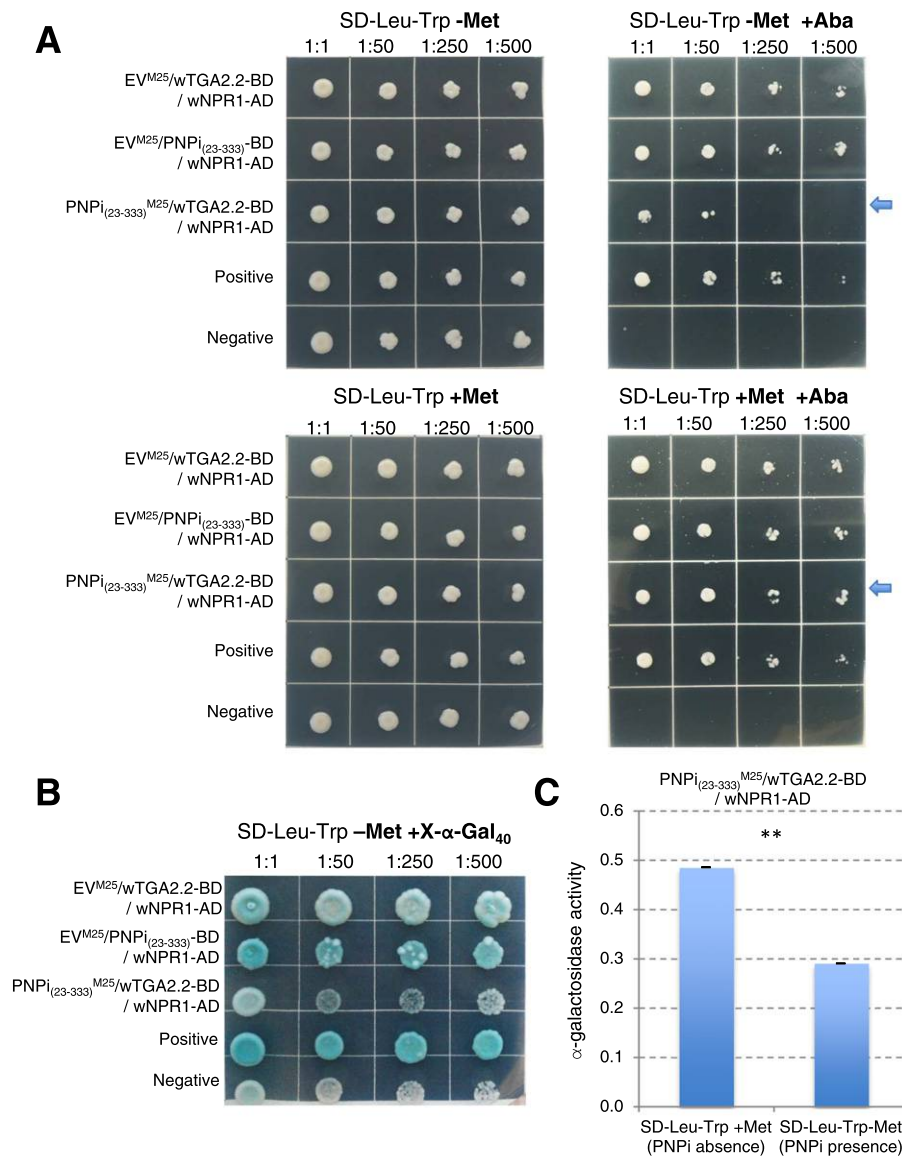 A
SD-Leu-Trp -Met
1:1 1:50 1:250 1:500
SD-Leu-Trp -Met +Aba
1:1 1:50 1:250 1:500
EVM25/wTGA2.2-BD
/ wNPR1-AD
EVM25/PNPi(23-333)-BD
/ wNPR1-AD
PNPi(23-333)M25/wTGA2.2-BD
/ wNPR1-AD
Positive
Negative
SD-Leu-Trp +Met
1:1 1:50 1:250 1:500
SD-Leu-Trp +Met +Aba
1:1 1:50 1:250 1:500
EVM25/wTGA2.2-BD
/ wNPR1-AD
EVM25/PNPi(23-333)-BD
/ wNPR1-AD
PNPi(23-333)M25/wTGA2.2-BD
/ wNPR1-AD
Positive
Negative
B
SD-Leu-Trp –Met +X-α-Gal40
1:1 1:50 1:250 1:500
EVM25/wTGA2.2-BD
/ wNPR1-AD
EVM25/PNPi(23-333)-BD
/ wNPR1-AD
PNPi(23-333)M25/wTGA2.2-BD
/ wNPR1-AD
Positive
Negative
C
PNPi(23-333)M25/wTGA2.2-BD
/ wNPR1-AD
α-galactosidase activity
0.6
0.5
0.4
0.3
0.2
0.1
0.0
**
SD-Leu-Trp +Met
(PNPi absence)
SD-Leu-Trp-Met
(PNPi presence)